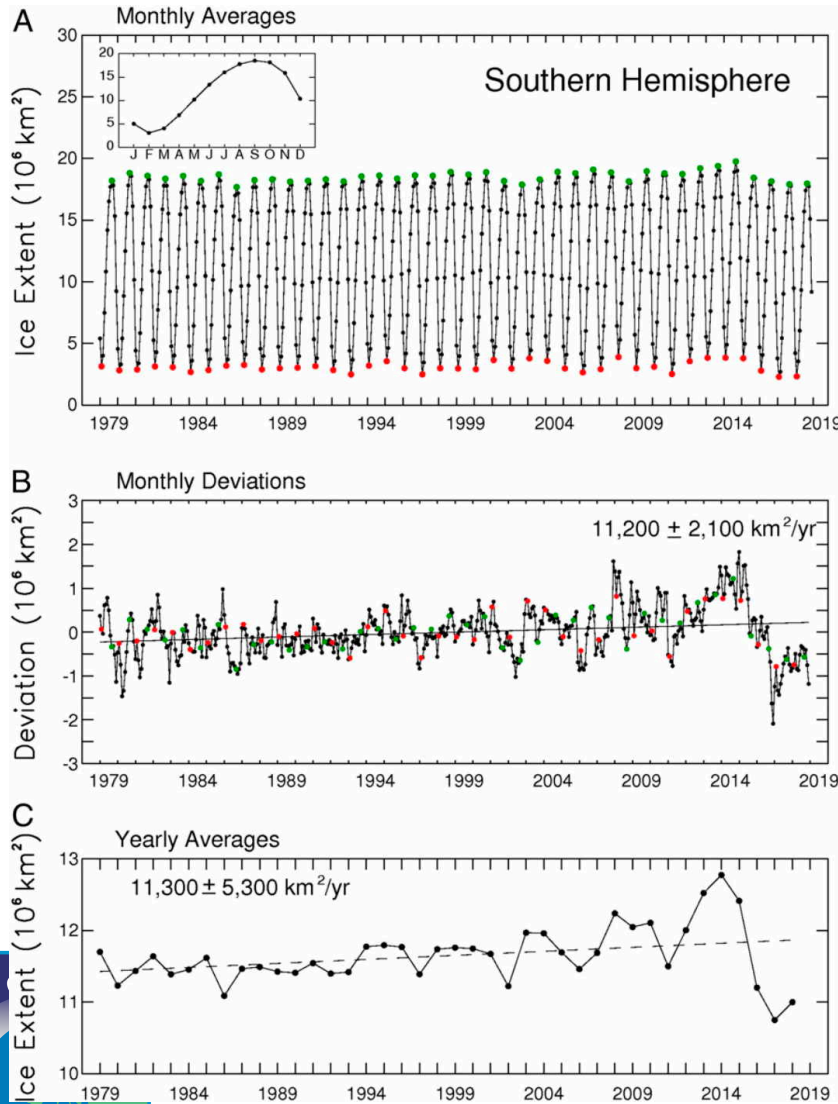 A Monthly Averages
Southern Hemisphere
Ice Extent (10⁶ km²)
30
25
20
15
10
5
0
20
15
10
5
0
J F M A M J J A S O N D
1979 1984 1989 1994 1999 2004 2009 2014 2019
B Monthly Deviations
11,200 ± 2,100 km²/yr
Deviation (10⁶ km²)
3
2
1
0
-1
-2
-3
1979 1984 1989 1994 1999 2004 2009 2014 2019
C Yearly Averages
11,300 ± 5,300 km²/yr
Ice Extent (10⁶ km²)
13
12
11
10
1979 1984 1989 1994 1999 2004 2009 2014 2019